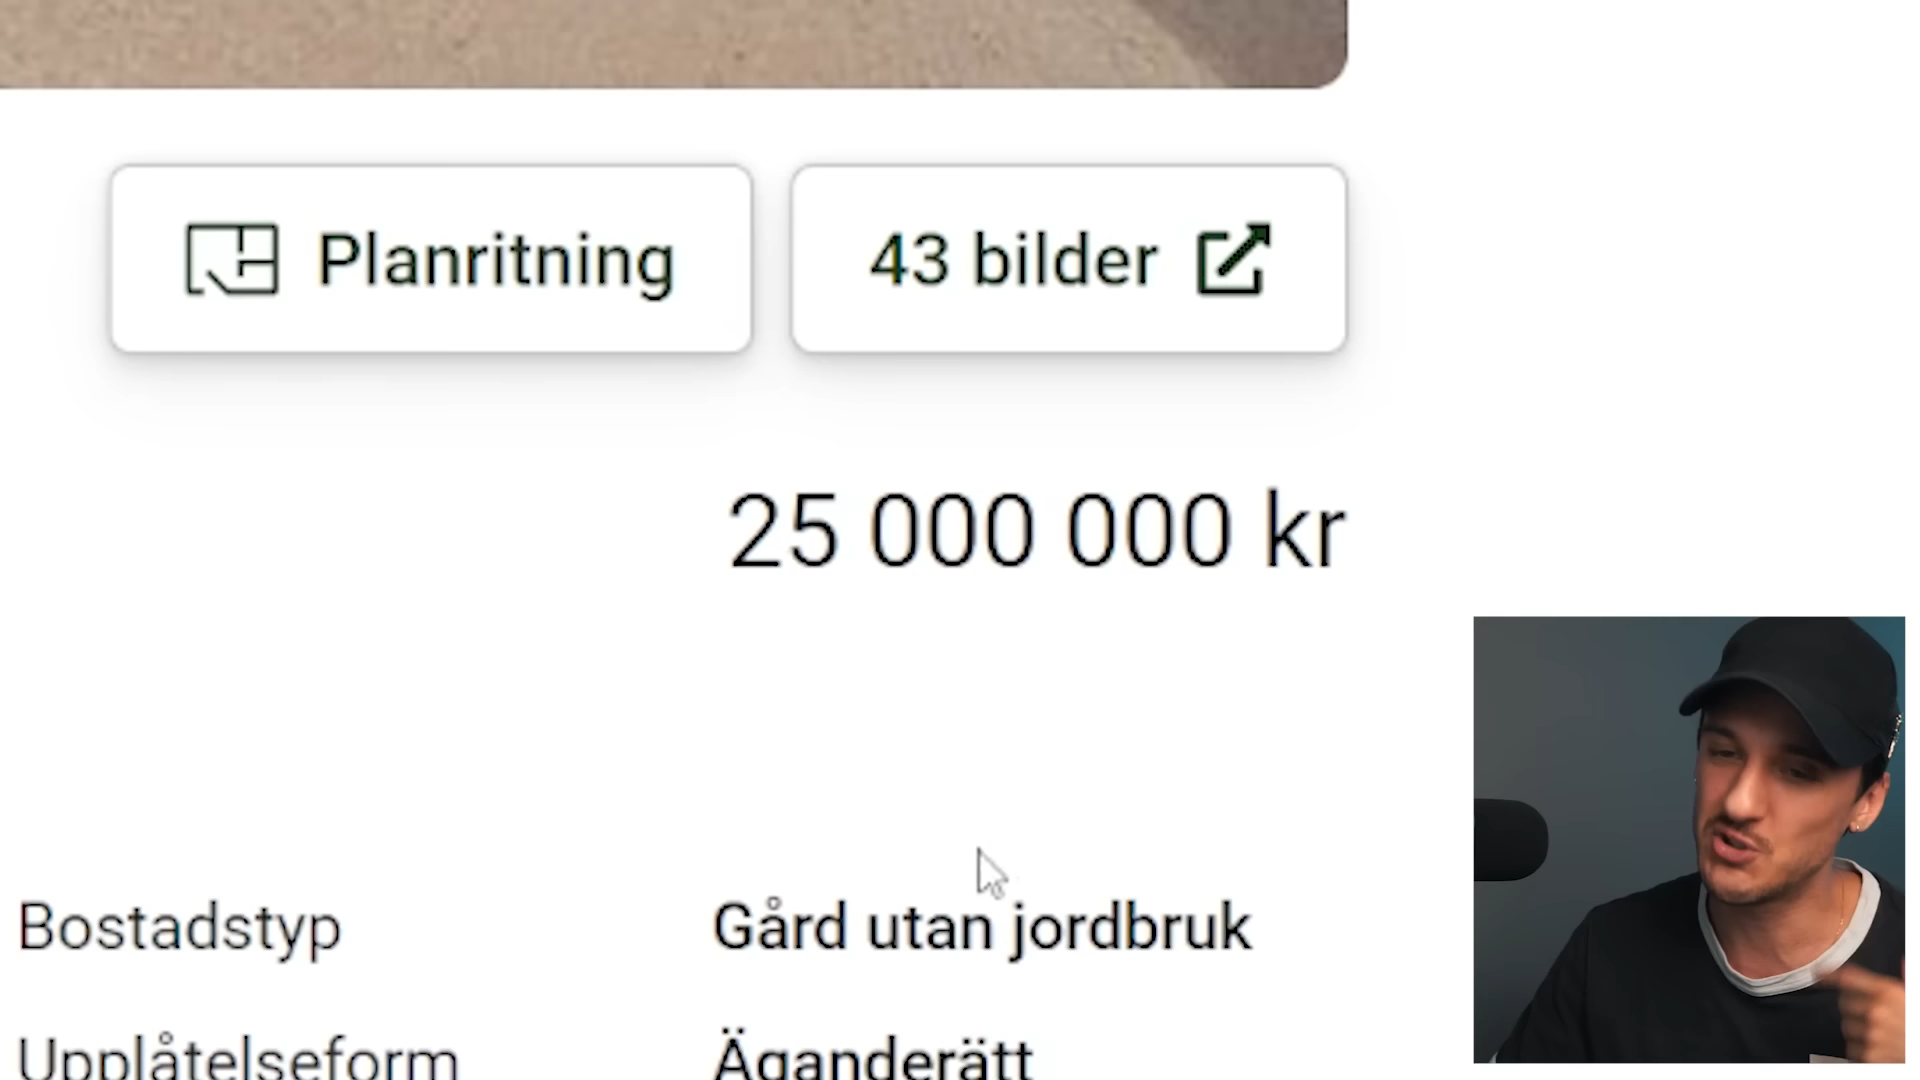 Planritning
43 bilder
25 000 000 kr
Bostadstyp
Gård utan jordbruk
Upplåtelseform
Äganderätt